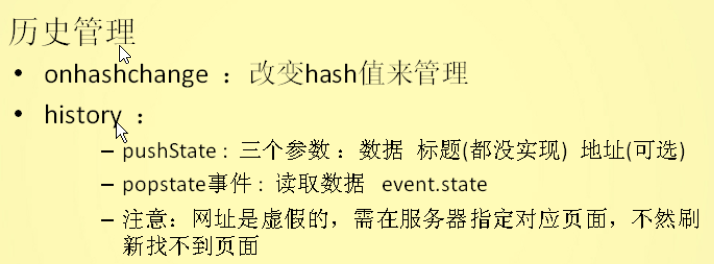 历史管理
• onhashchange ：改变hash值来管理
• history ：
– pushState : 三个参数 : 数据 标题(都没实现) 地址(可选)
– popstate事件 : 读取数据 event.state
– 注意：网址是虚假的，需在服务器指定对应页面，不然刷
新找不到页面